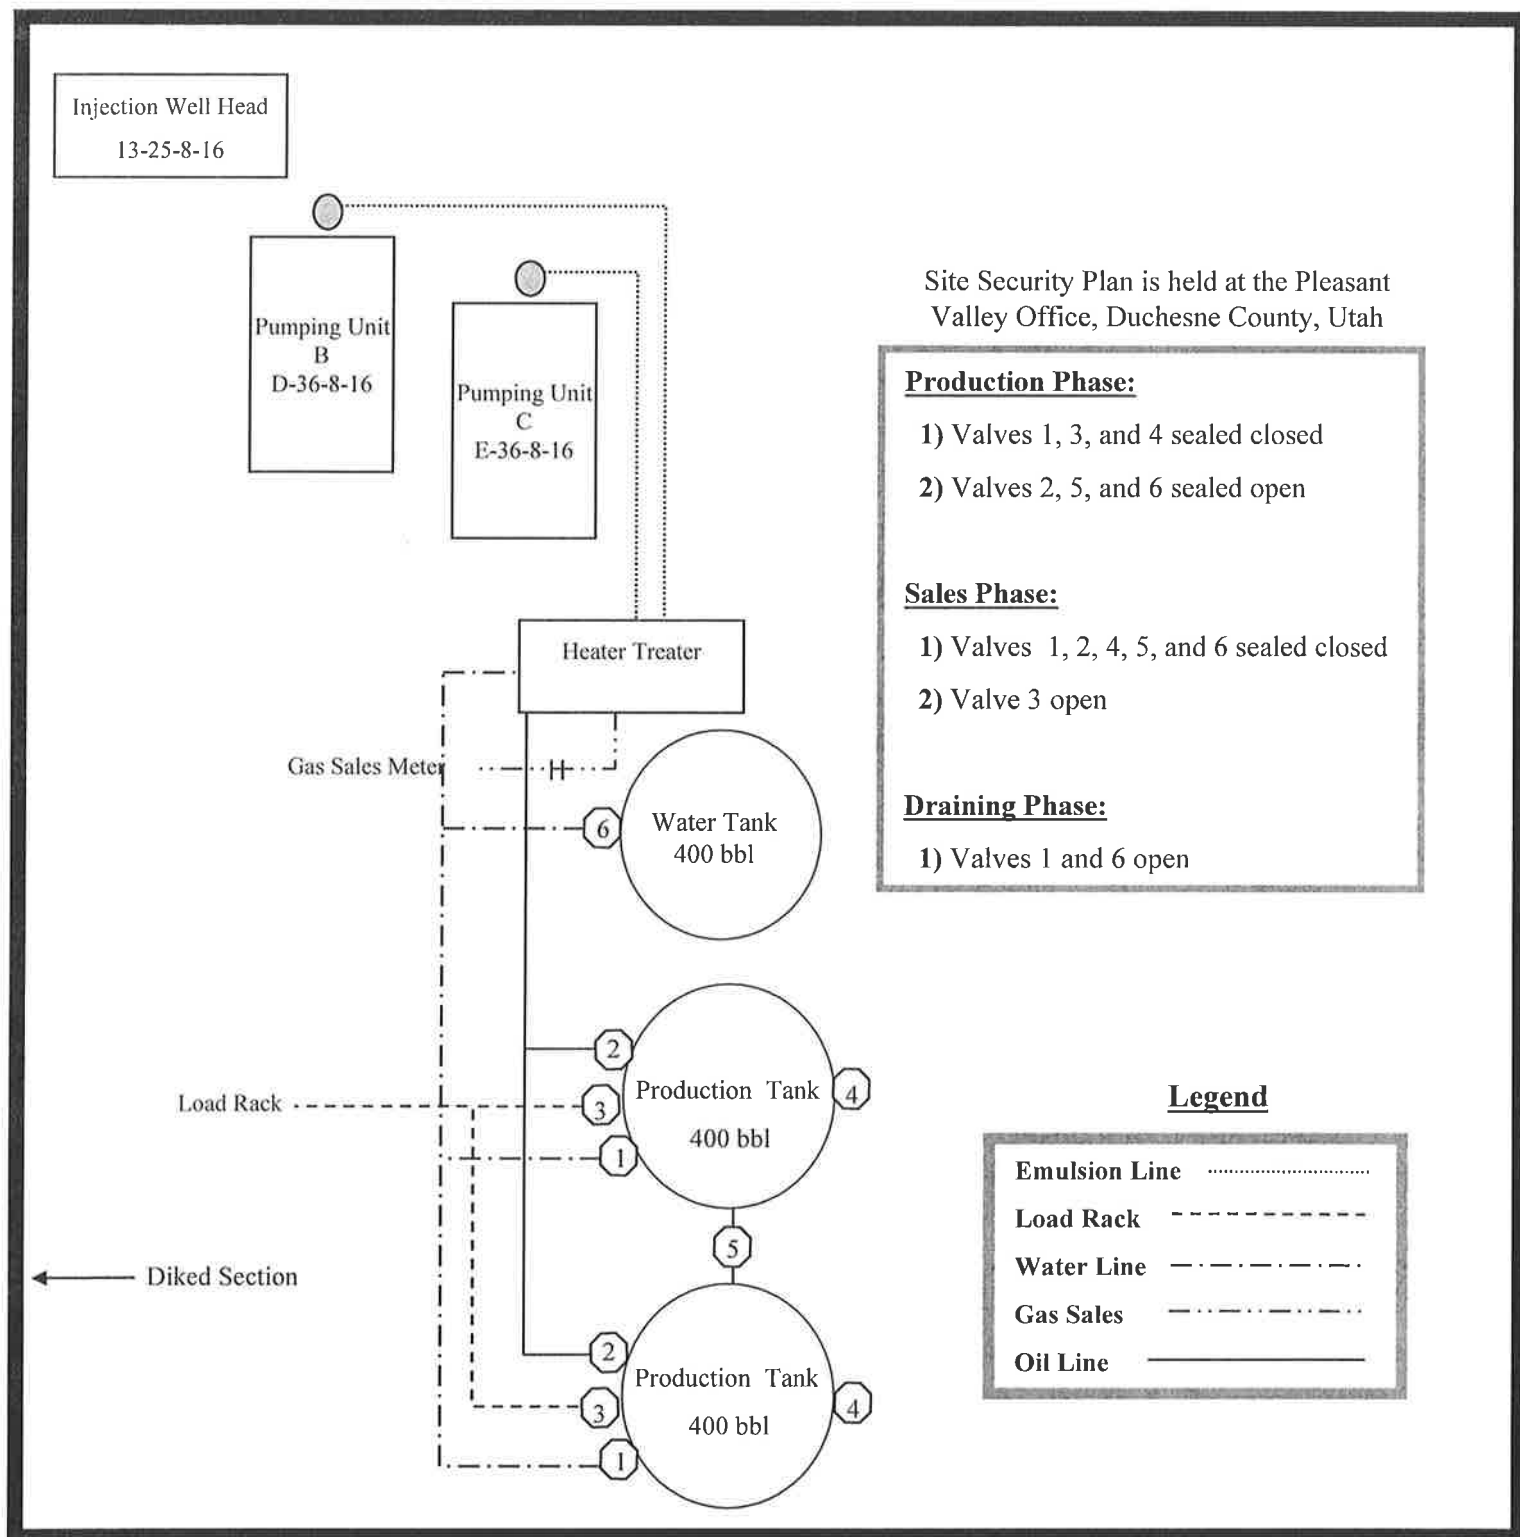 Injection Well Head
13-25-8-16
Pumping Unit
B
D-36-8-16
Pumping Unit
C
E-36-8-16
Site Security Plan is held at the Pleasant
Valley Office, Duchesne County, Utah
Production Phase:
1) Valves 1, 3, and 4 sealed closed
2) Valves 2, 5, and 6 sealed open
Sales Phase:
1) Valves 1, 2, 4, 5, and 6 sealed closed
2) Valve 3 open
Draining Phase:
1) Valves 1 and 6 open
Heater Treater
Gas Sales Meter
6
Water Tank
400 bbl
2
Load Rack
3
1
Production Tank
400 bbl
4
5
Diked Section
2
3
1
Production Tank
400 bbl
4
Legend
Emulsion Line
Load Rack
Water Line
Gas Sales
Oil Line